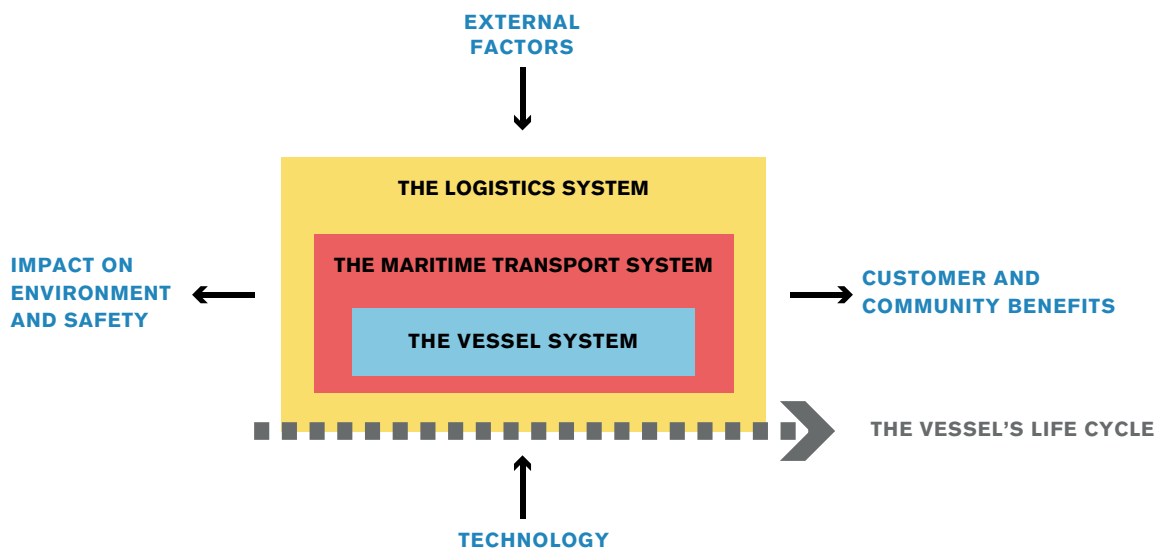 EXTERNAL
FACTORS
THE LOGISTICS SYSTEM
THE MARITIME TRANSPORT SYSTEM
IMPACT ON
ENVIRONMENT
AND SAFETY
CUSTOMER AND
COMMUNITY BENEFITS
THE VESSEL SYSTEM
THE VESSEL’S LIFE CYCLE
TECHNOLOGY